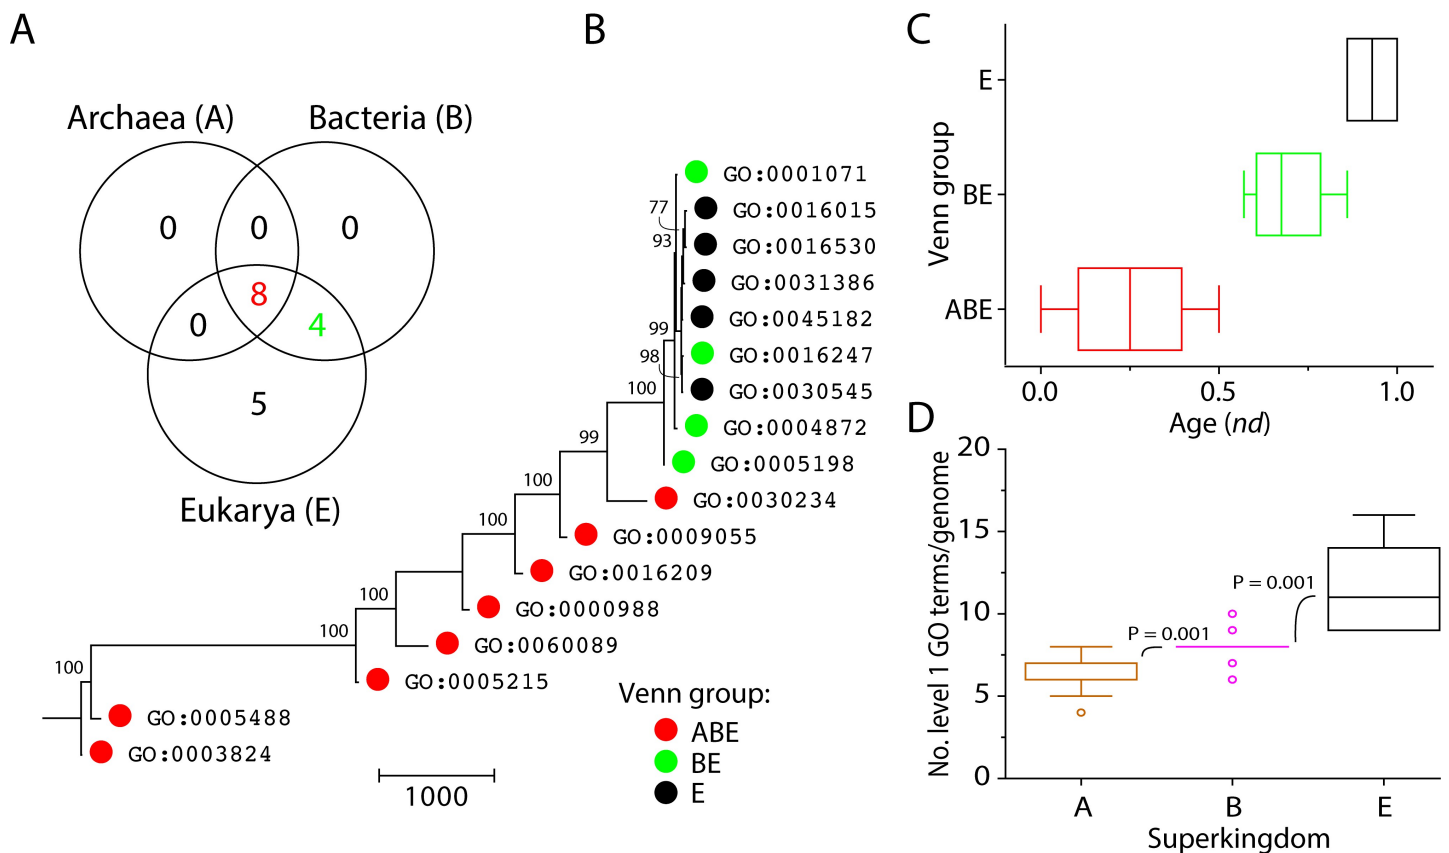 A
Archaea (A)
Bacteria (B)
0
0
0
8
0
4
5
Eukarya (E)
B
GO:0001071
GO:0016015
GO:0016530
GO:0031386
GO:0045182
GO:0016247
GO:0030545
GO:0004872
GO:0005198
GO:0030234
GO:0009055
GO:0016209
GO:0000988
GO:0060089
GO:0005215
GO:0005488
GO:0003824
77
93
99
98
100
99
100
100
100
100
100
1000
Venn group:
ABE
BE
E
C
Venn group
E
BE
ABE
0.0
0.5
1.0
Age (nd)
D
No. level 1 GO terms/genome
20
15
10
5
0
P = 0.001
P = 0.001
A
B
E
Superkingdom